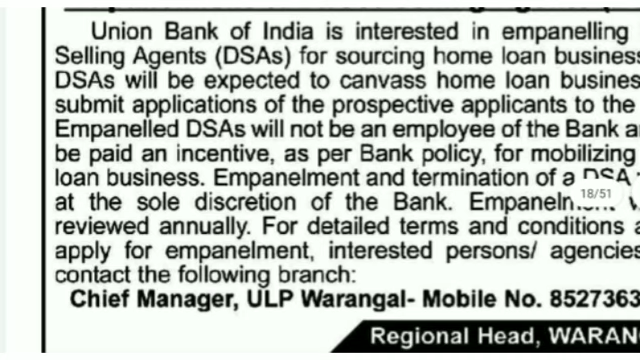 Union Bank of India is interested in empanelling
Selling Agents (DSAs) for sourcing home loan business
DSAs will be expected to canvass home loan busines
submit applications of the prospective applicants to the
Empanelled DSAs will not be an employee of the Bank a
be paid an incentive, as per Bank policy, for mobilizing
loan business. Empanelment and termination of a DSA
at the sole discretion of the Bank.
18/51
reviewed annually. For detailed terms and conditions a
apply for empanelment, interested persons/ agencies
contact the following branch:
Chief Manager, ULP Warangal- Mobile No. 8527363
Regional Head, WARAN